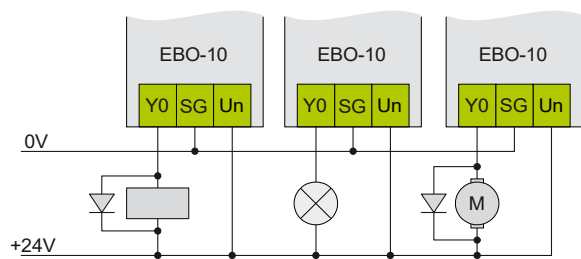 EBO-10 EBO-10 EBO-10
Y0 SG Un Y0 SG Un Y0 SG Un
0V
M
+24V